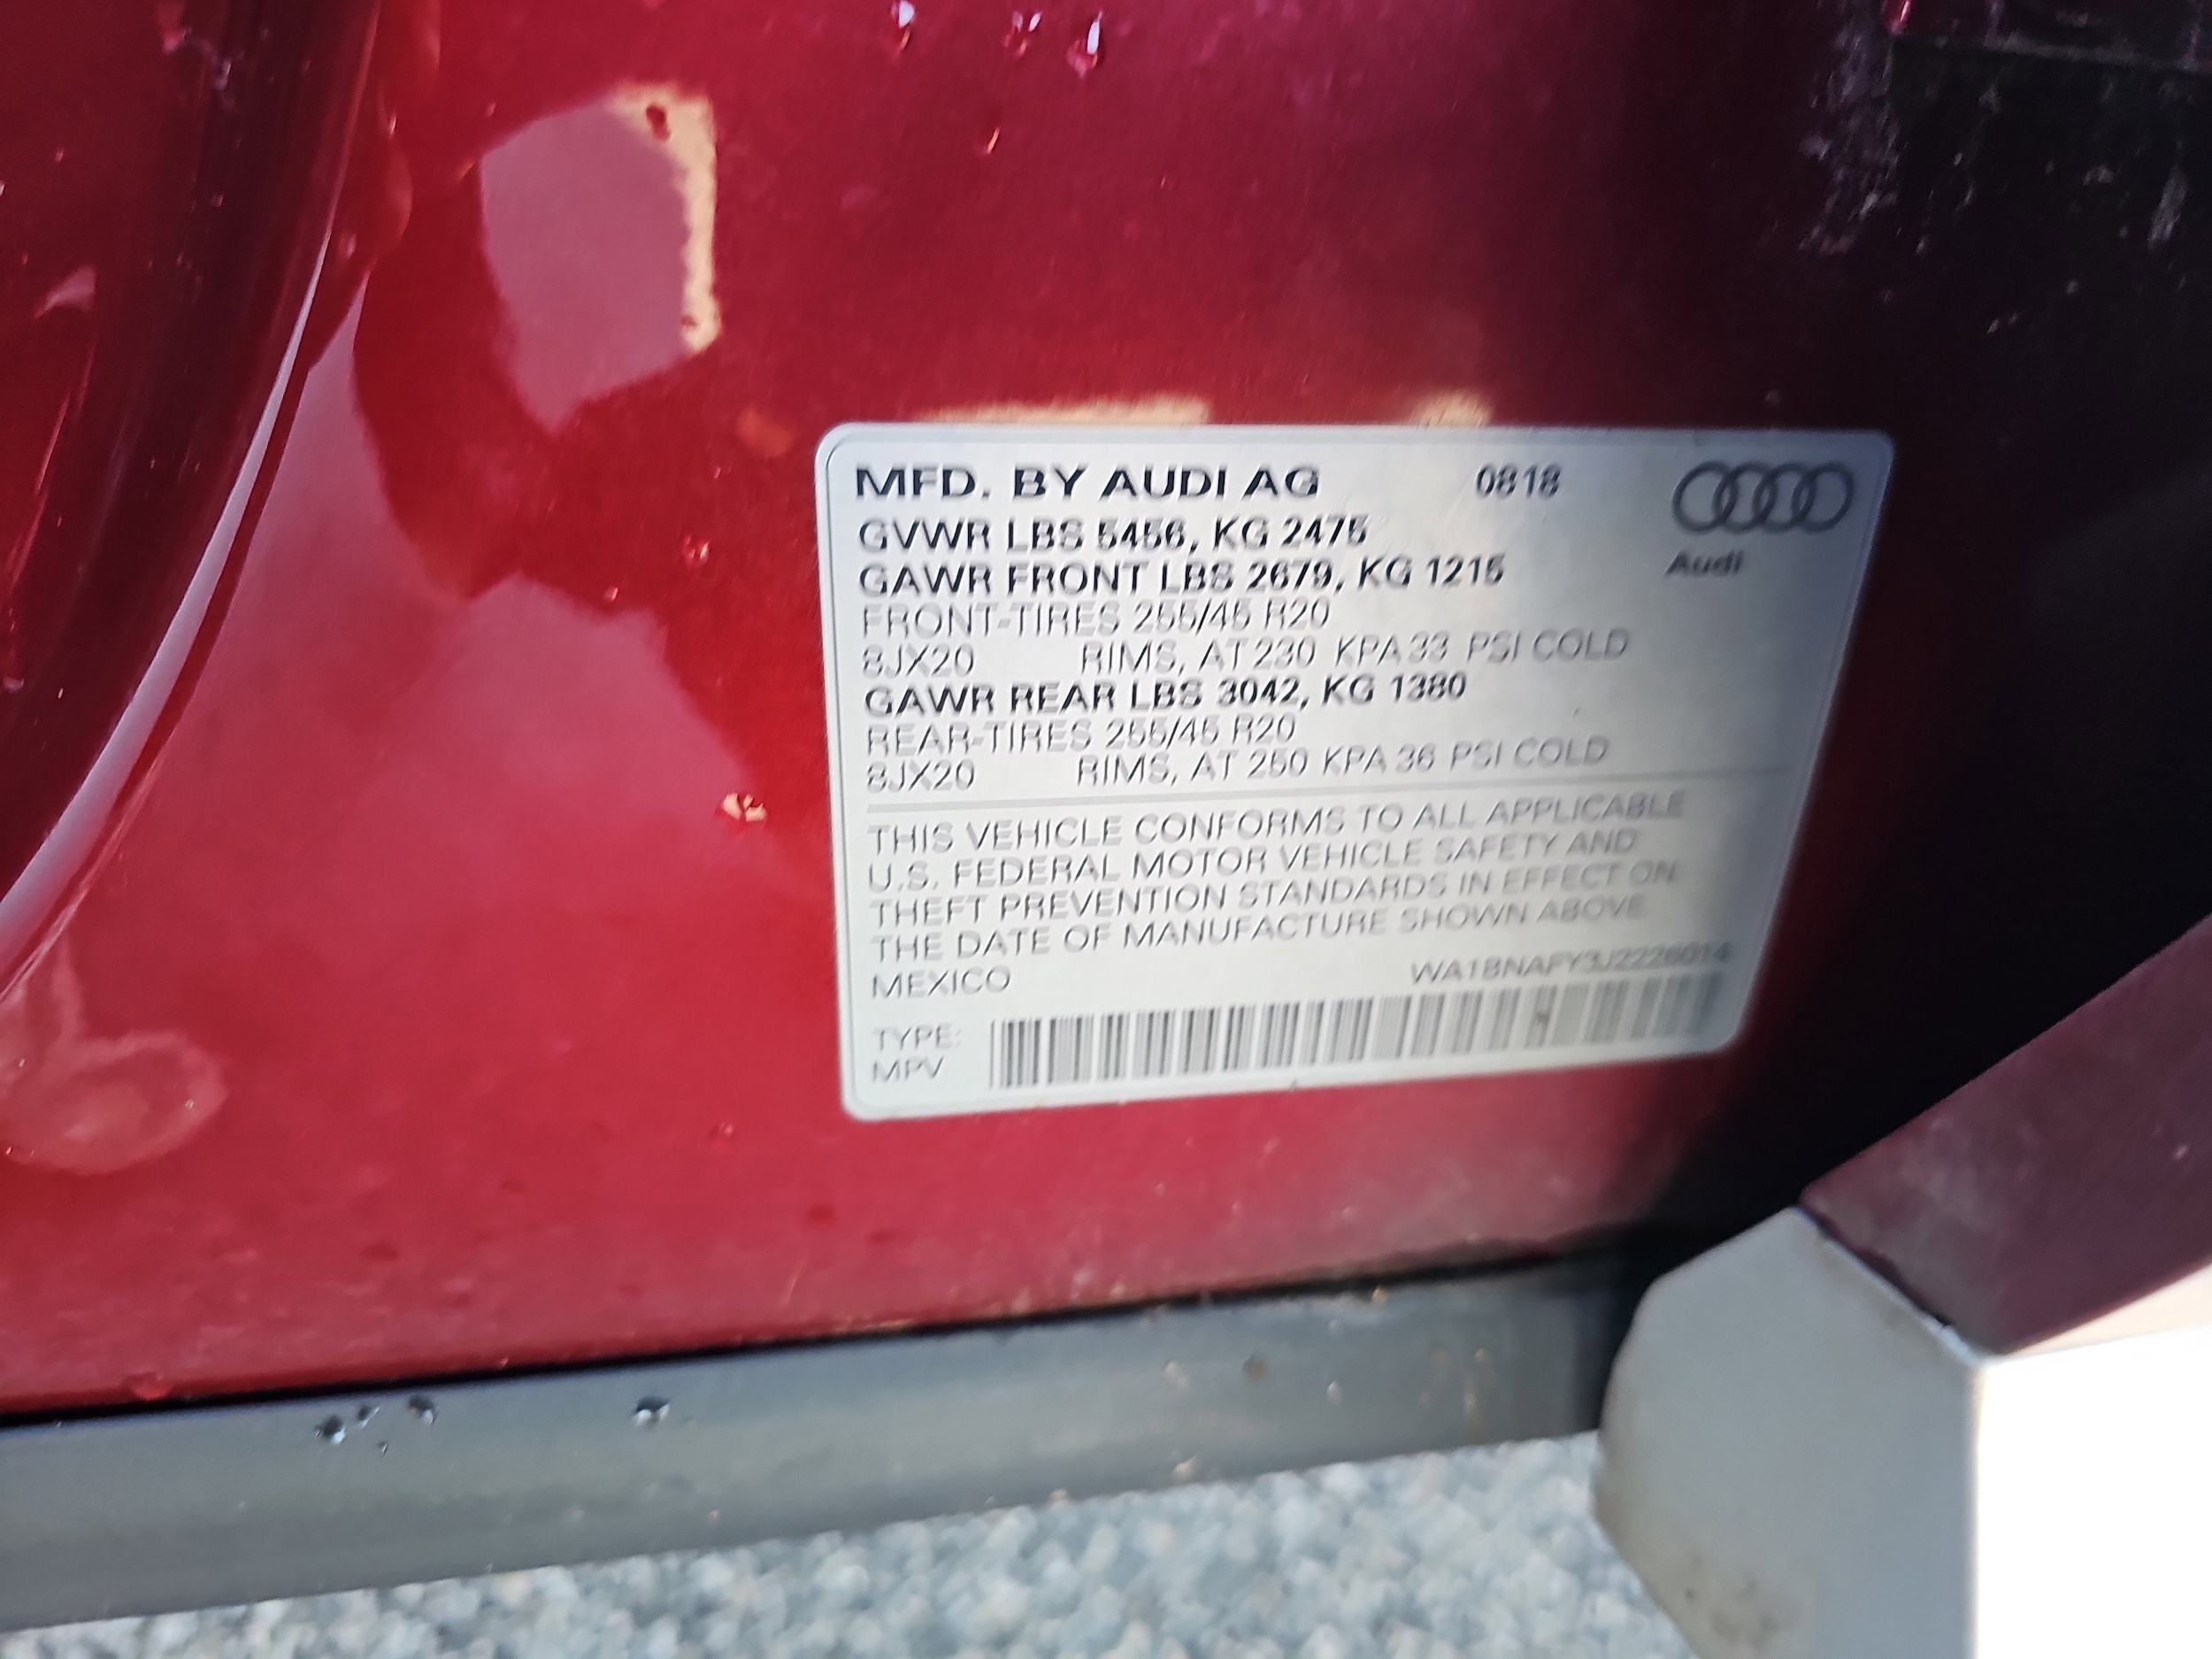 MFD. BY AUDI AG 0818
GVWR LBS 5456, KG 2475
Audi
GAWR FRONT LBS 2679, KG 1215
FRONT-TIRES 255/45 R20
8JX20 RIMS, AT 230 KPA 33 PSI COLD
GAWR REAR LBS 3042, KG 1380
REAR-TIRES 255/45 R20
8JX20 RIMS, AT 250 KPA 36 PSI COLD
THIS VEHICLE CONFORMS TO ALL APPLICABLE
U.S. FEDERAL MOTOR VEHICLE SAFETY AND
THEFT PREVENTION STANDARDS IN EFFECT ON
THE DATE OF MANUFACTURE SHOWN ABOVE
MEXICO WA1BNAFY3J2226014
TYPE:
MPV